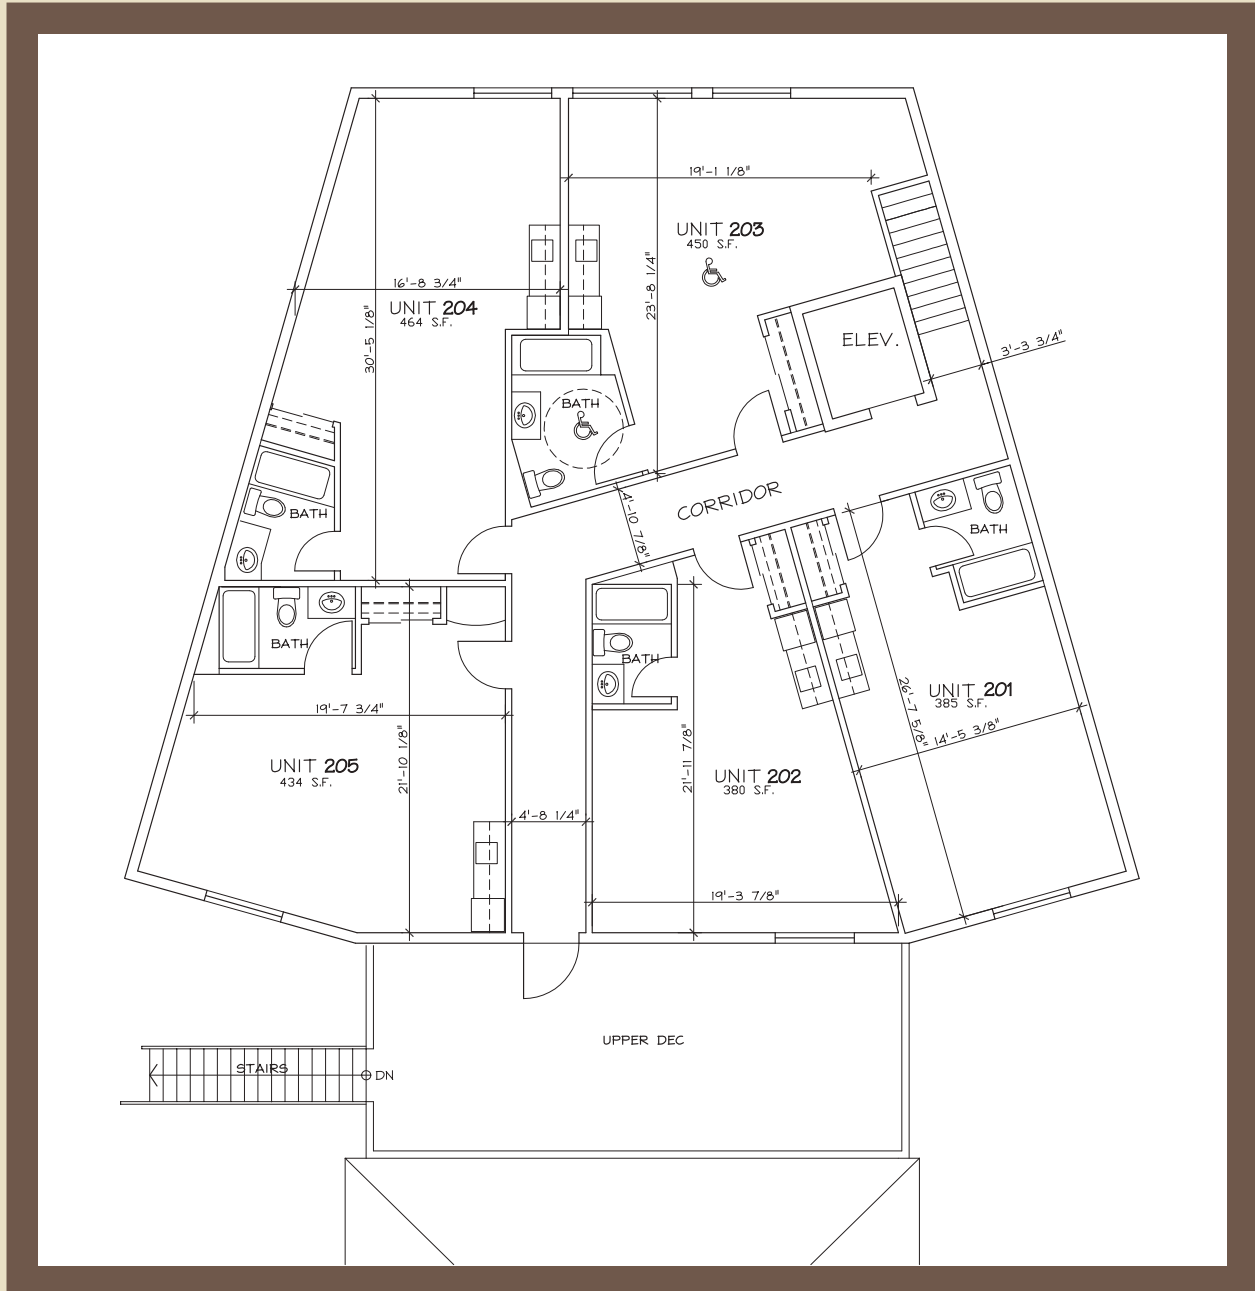 19'-1 1/8"
UNIT 203
450 S.F.
23'-8 1/4"
16'-8 3/4"
UNIT 204
464 S.F.
30'-5 1/8"
ELEV.
3'-3 3/4"
BATH
CORRIDOR
4'-10 7/8"
BATH
BATH
BATH
BATH
UNIT 201
385 S.F.
26'-7 5/8"
14'-5 3/8"
19'-7 3/4"
21'-10 1/8"
UNIT 205
434 S.F.
21'-11 7/8"
UNIT 202
380 S.F.
4'-8 1/4"
19'-3 7/8"
UPPER DEC
STAIRS
DN